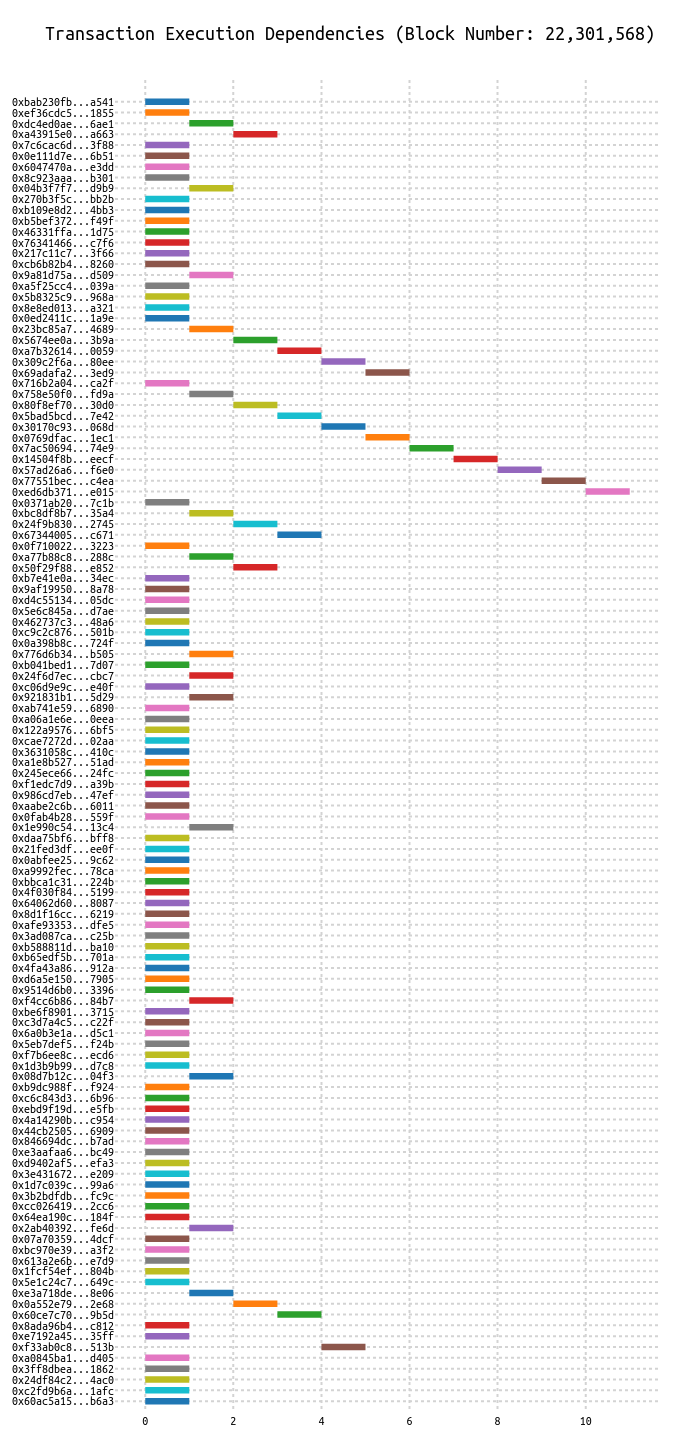 Transaction Execution Dependencies (Block Number: 22,301,568)
0xbab230fb...a541
0xef36cdc5...1855
0xdc4ed0ae...6ae1
0xa43915e0...a663
0x7c6cac6d...3f88
0x0e111d7e...6b51
0x6047470a...e3dd
0x8c923aaa...b301
0x04b3f7f7...d9b9
0x270b3f5c...bb2b
0xb109e8d2...4bb3
0xb5bef372...f49f
0x46331ffa...1d75
0x76341466...c7f6
0x217c11c7...3f66
0xcb6b82b4...8260
0x9a81d75a...d509
0xa5f25cc4...039a
0x5b8325c9...968a
0x8e8ed013...a321
0x0ed2411c...1a9e
0x23bc85a7...4689
0x5674ee0a...3b9a
0xa7b32614...0059
0x309c2f6a...80ee
0x69adafa2...3ed9
0x716b2a04...ca2f
0x758e50f0...fd9a
0x80f8ef70...30d0
0x5bad5bcd...7e42
0x30170c93...068d
0x0769dfac...1ec1
0x7ac50694...74e9
0x14504f8b...eecf
0x57ad26a6...f6e0
0x77551bec...c4ea
0xed6db371...e015
0x0371ab20...7c1b
0xbc8df8b7...35a4
0x24f9b830...2745
0x67344005...c671
0x0f710022...3223
0xa77b88c8...288c
0x50f29f88...e852
0xb7e41e0a...34ec
0x9af19950...8a78
0xd4c55134...05dc
0x5e6c845a...d7ae
0x462737c3...48a6
0xc9c2c876...501b
0x0a398b8c...724f
0x776d6b34...b505
0xb041bed1...7d07
0x24f6d7ec...cbc7
0xc06d9e9c...e40f
0x921831b1...5d29
0xab741e59...6890
0xa06a1e6e...0eea
0x122a9576...6bf5
0xcae7272d...02aa
0x3631058c...410c
0xa1e8b527...51ad
0x245ece66...24fc
0xf1edc7d9...a39b
0x986cd7eb...47ef
0xaabe2c6b...6011
0x0fab4b28...559f
0x1e990c54...13c4
0xdaa75bf6...bff8
0x21fed3df...ee0f
0x0abfee25...9c62
0xa9992fec...78ca
0xbbca1c31...224b
0x4f030f84...5199
0x64062d60...8087
0x8d1f16cc...6219
0xafe93353...dfe5
0x3ad087ca...c25b
0xb588811d...ba10
0xb65edf5b...701a
0x4fa43a86...912a
0xd6a5e150...7905
0x9514d6b0...3396
0xf4cc6b86...84b7
0xbe6f8901...3715
0xc3d7a4c5...c22f
0x6a0b3e1a...d5c1
0x5eb7def5...f24b
0xf7b6ee8c...ecd6
0x1d3b9b99...d7c8
0x08d7b12c...04f3
0xb9dc988f...f924
0xc6c843d3...6b96
0xebd9f19d...e5fb
0x4a14290b...c954
0x44cb2505...6909
0x846694dc...b7ad
0xe3aafaa6...bc49
0xd9402af5...efa3
0x3e431672...e209
0x1d7c039c...99a6
0x3b2bdfdb...fc9c
0xcc026419...2cc6
0x64ea190c...184f
0x2ab40392...fe6d
0x07a70359...4dcf
0xbc970e39...a3f2
0x613a2e6b...e7d9
0x1fcf54ef...804b
0x5e1c24c7...649c
0xe3a718de...8e06
0x0a552e79...2e68
0x60ce7c70...9b5d
0x8ada96b4...c812
0xe7192a45...35ff
0xf33ab0c8...513b
0xa0845ba1...d405
0x3ff8dbea...1862
0x24df84c2...4ac0
0xc2fd9b6a...1afc
0x60ac5a15...b6a3
0 2 4 6 8 10